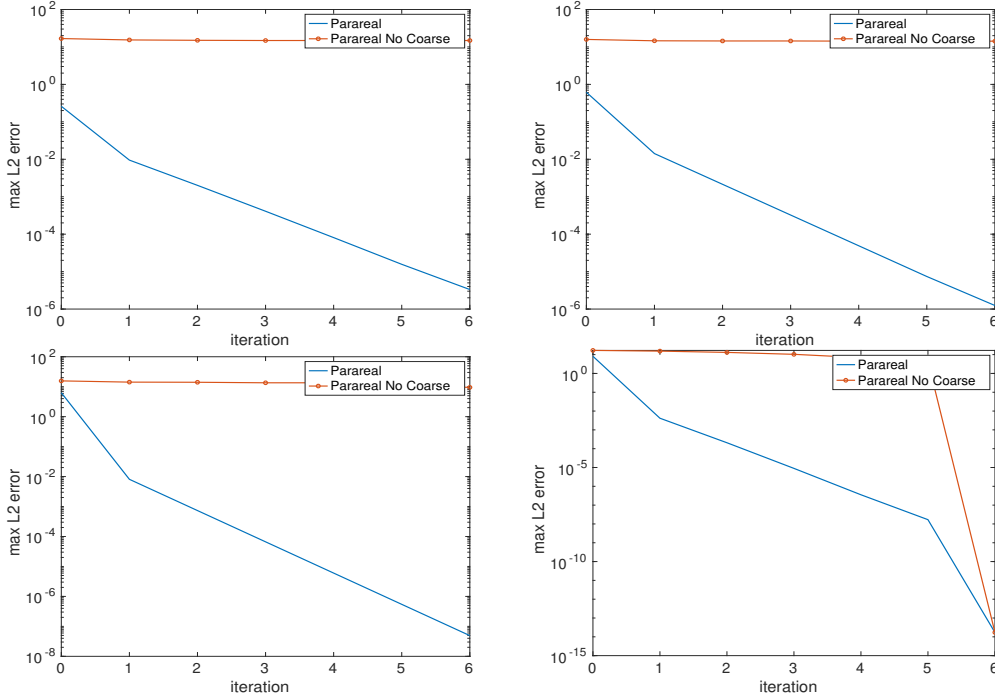 10^2
10^0
10^-2
10^-4
10^-6
max L2 error
0 1 2 3 4 5 6
iteration
Parareal
Parareal No Coarse
10^2
10^0
10^-2
10^-4
10^-6
max L2 error
0 1 2 3 4 5 6
iteration
Parareal
Parareal No Coarse
10^2
10^0
10^-2
10^-4
10^-6
10^-8
max L2 error
0 1 2 3 4 5 6
iteration
Parareal
Parareal No Coarse
10^0
10^-5
10^-10
10^-15
max L2 error
0 1 2 3 4 5 6
iteration
Parareal
Parareal No Coarse